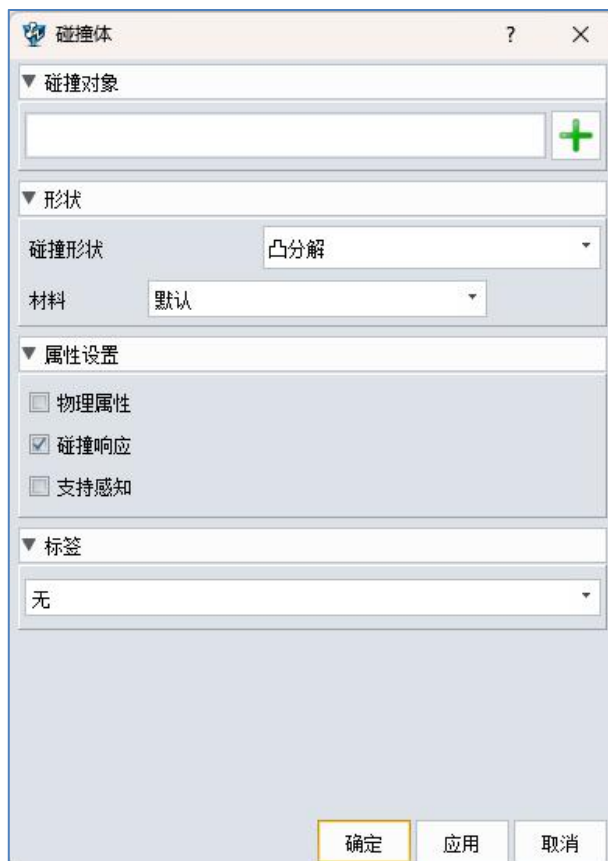 碰撞体 ?
碰撞对象
形状
碰撞形状 凸分解
材料 默认
属性设置
物理属性
碰撞响应
支持感知
标签
无
确定 应用 取消